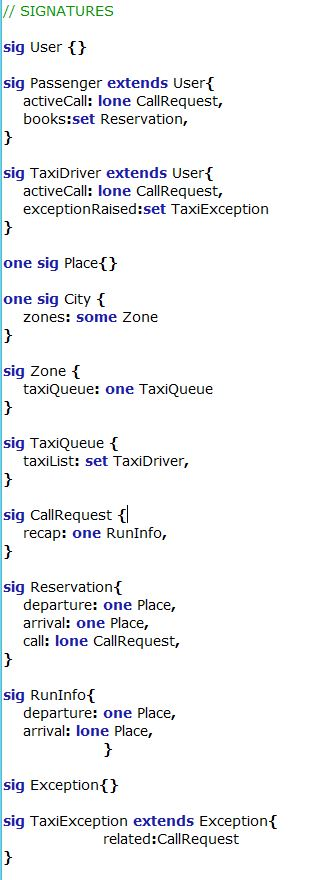 // SIGNATURES
sig User {}
sig Passenger extends User{
activeCall: lone CallRequest,
books:set Reservation,
}
sig TaxiDriver extends User{
activeCall: lone CallRequest,
exceptionRaised:set TaxiException
}
one sig Place{}
one sig City {
zones: some Zone
}
sig Zone {
taxiQueue: one TaxiQueue
}
sig TaxiQueue {
taxiList: set TaxiDriver,
}
sig CallRequest {
recap: one RunInfo,
}
sig Reservation{
departure: one Place,
arrival: one Place,
call: lone CallRequest,
}
sig RunInfo{
departure: one Place,
arrival: lone Place,
}
sig Exception{}
sig TaxiException extends Exception{
related:CallRequest
}